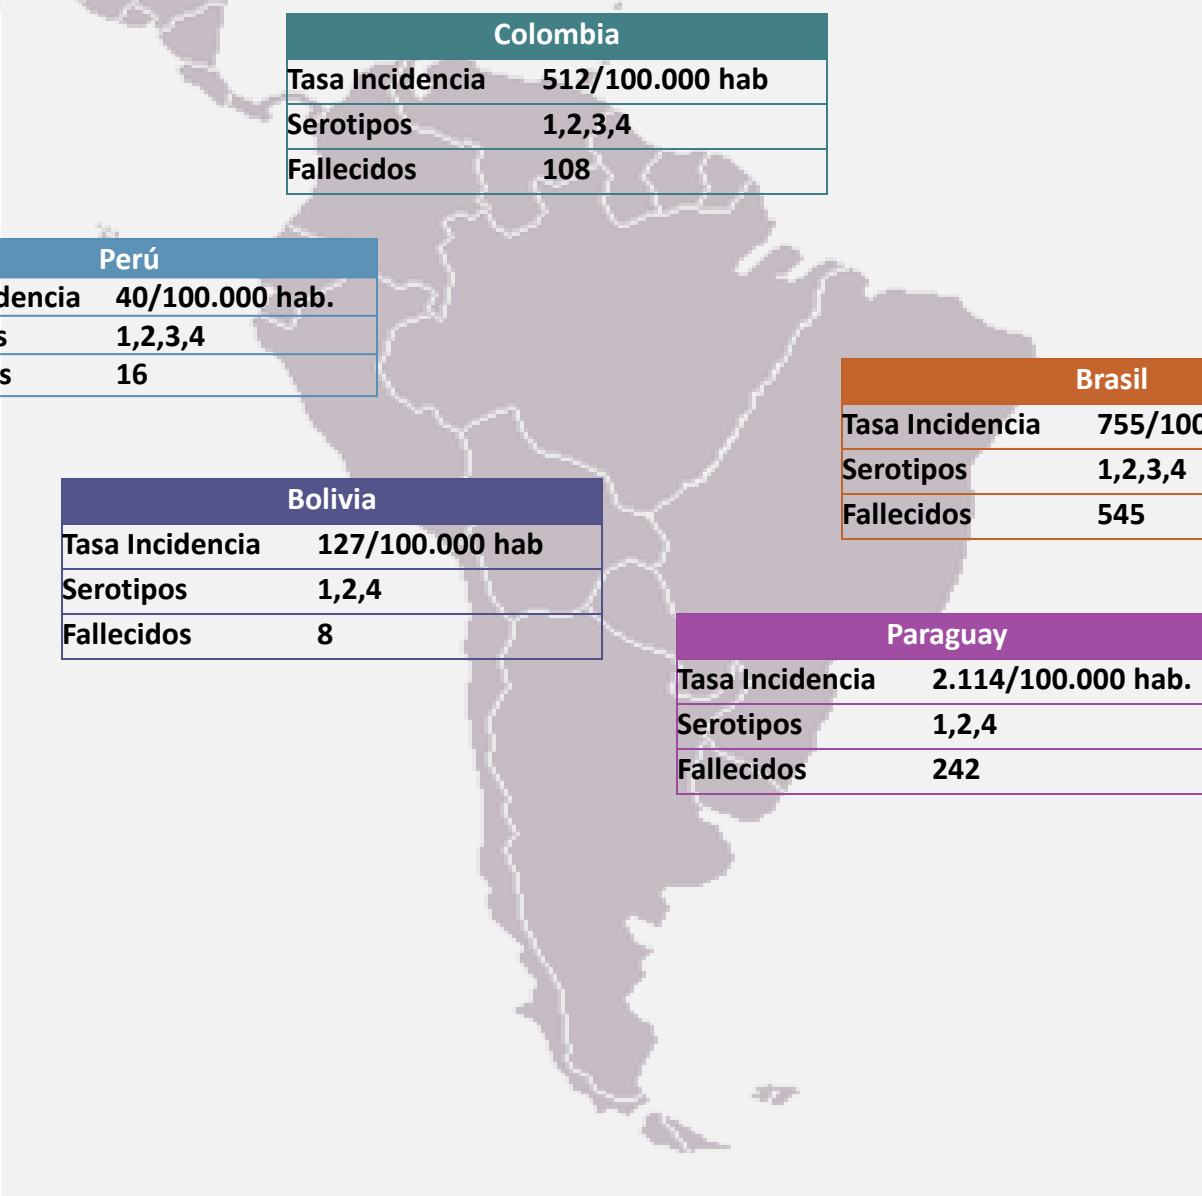 Colombia
Tasa Incidencia 512/100.000 hab
Serotipos 1,2,3,4
Fallecidos 108
Perú
dencia 40/100.000 hab.
s 1,2,3,4
s 16
Brasil
Tasa Incidencia 755/100
Serotipos 1,2,3,4
Fallecidos 545
Bolivia
Tasa Incidencia 127/100.000 hab
Serotipos 1,2,4
Fallecidos 8
Paraguay
Tasa Incidencia 2.114/100.000 hab.
Serotipos 1,2,4
Fallecidos 242